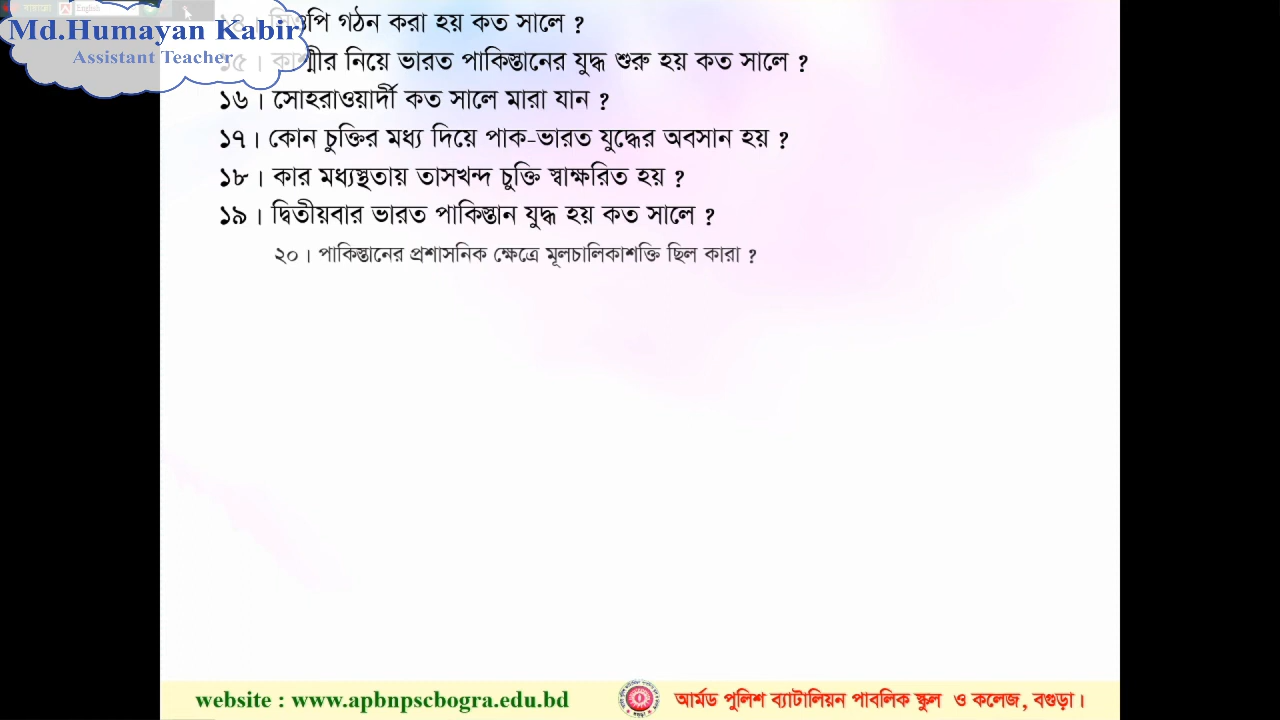 গঠন করা হয় কত সালে ?
Md.Humayan Kabir
Assistant Teacher
১৫। কাশ্মীর নিয়ে ভারত পাকিস্তানের যুদ্ধ শুরু হয় কত সালে ?
১৬। সোহরাওয়ার্দী কত সালে মারা যান ?
১৭। কোন চুক্তির মধ্য দিয়ে পাক-ভারত যুদ্ধের অবসান হয় ?
১৮। কার মধ্যস্থতায় তাসখন্দ চুক্তি স্বাক্ষরিত হয় ?
১৯। দ্বিতীয়বার ভারত পাকিস্তান যুদ্ধ হয় কত সালে ?
২০। পাকিস্তানের প্রশাসনিক ক্ষেত্রে মূলচালিকাশক্তি ছিল কারা ?
website : www.apbnpscbogra.edu.bd
আর্মড পুলিশ ব্যাটালিয়ন পাবলিক স্কুল ও কলেজ, বগুড়া।